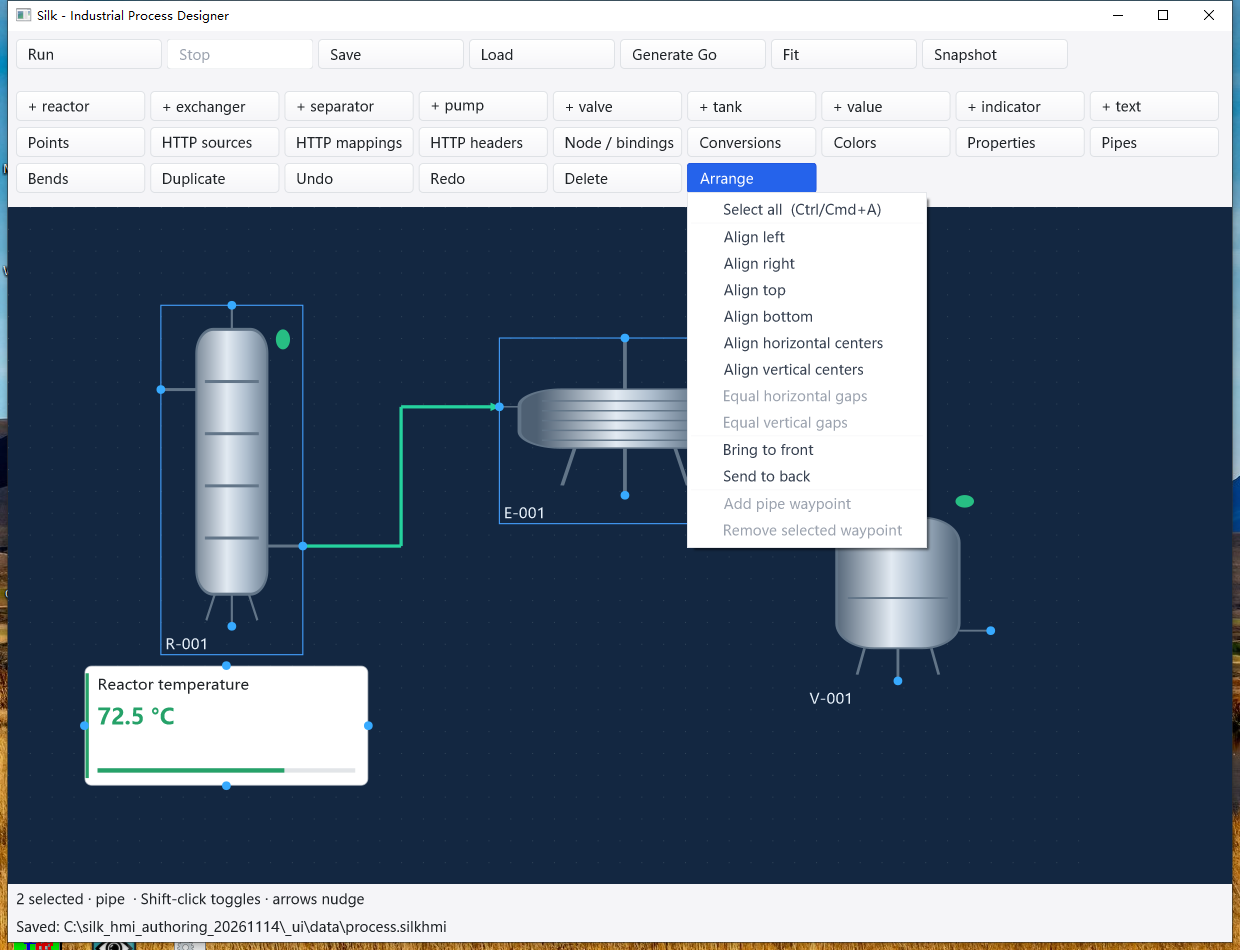 Silk - Industrial Process Designer
Run Stop Save Load Generate Go Fit Snapshot
+ reactor + exchanger + separator + pump + valve + tank + value + indicator + text
Points HTTP sources HTTP mappings HTTP headers Node / bindings Conversions Colors Properties Pipes
Bends Duplicate Undo Redo Delete Arrange
Select all (Ctrl/Cmd+A)
Align left
Align right
Align top
Align bottom
Align horizontal centers
Align vertical centers
Equal horizontal gaps
Equal vertical gaps
Bring to front
Send to back
Add pipe waypoint
Remove selected waypoint
E-001
R-001
V-001
Reactor temperature
72.5 °C
2 selected · pipe · Shift-click toggles · arrows nudge
Saved: C:\silk_hmi_authoring_20261114\_ui\data\process.silkhmi